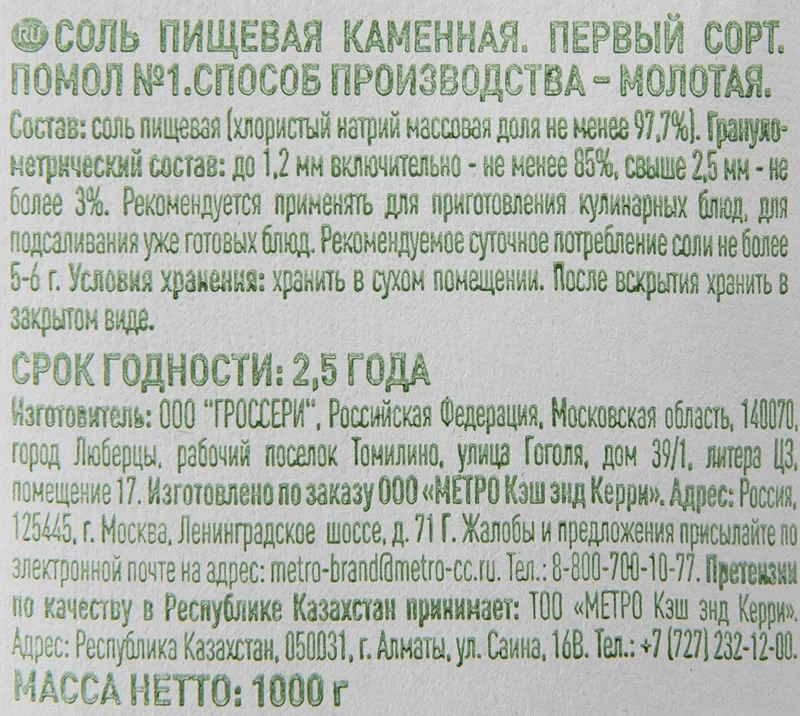 RU СОЛЬ ПИЩЕВАЯ КАМЕННАЯ. ПЕРВЫЙ СОРТ.
ПОМОЛ №1.СПОСОБ ПРОИЗВОДСТВА – МОЛОТАЯ.
Состав: соль пищевая (хлористый натрий массовая доля не менее 97,7%). Грануло-
метрический состав: до 1,2 мм включительно - не менее 85%, свыше 2,5 мм - не
более 3%. Рекомендуется применять для приготовления кулинарных блюд, для
подсаливания уже готовых блюд. Рекомендуемое суточное потребление соли не более
5-6 г. Условия хранения: хранить в сухом помещении. После вскрытия хранить в
закрытом виде.
СРОК ГОДНОСТИ: 2,5 ГОДА
Изготовитель: ООО "ГРОССЕРИ", Российская Федерация, Московская область, 140070,
город Люберцы, рабочий поселок Томилино, улица Гоголя, дом 39/1, литера Ц3,
помещение 17. Изготовлено по заказу ООО «МЕТРО Кэш энд Керри». Адрес: Россия,
125445, г. Москва, Ленинградское шоссе, д. 71 Г. Жалобы и предложения присылайте по
электронной почте на адрес: metro-brand@metro-cc.ru. Тел.: 8-800-700-10-77. Претензии
по качеству в Республике Казахстан принимает: ТОО «МЕТРО Кэш энд Керри».
Адрес: Республика Казахстан, 050031, г. Алматы, ул. Саина, 16В. Тел.: +7 (727) 232-12-00.
МАССА НЕТТО: 1000 г